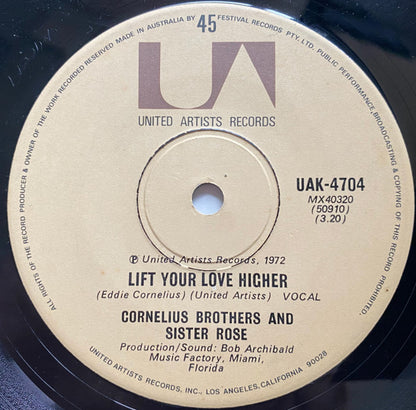 ALL RIGHTS OF THE RECORD PRODUCER & OWNER OF THE WORK RECORDED RESERVED. MADE IN AUSTRALIA BY FESTIVAL RECORDS PTY. LTD. PUBLIC PERFORMANCE, BROADCASTING & COPYING OF THIS RECORD PROHIBITED.
45
UA
UNITED ARTISTS RECORDS
UAK-4704
MX40320
(50910)
(3.20)
℗ United Artists Records, 1972
LIFT YOUR LOVE HIGHER
(Eddie Cornelius) (United Artists) VOCAL
CORNELIUS BROTHERS AND
SISTER ROSE
Production/Sound: Bob Archibald
Music Factory, Miami,
Florida
UNITED ARTISTS RECORDS, INC., LOS ANGELES, CALIFORNIA 90028